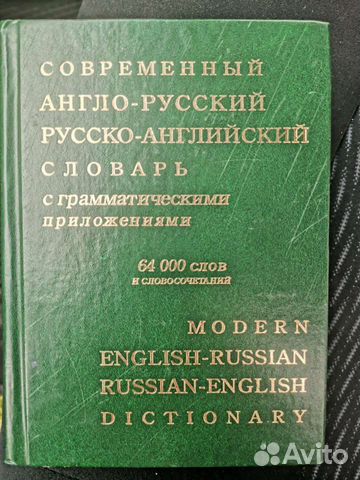 СОВРЕМЕННЫЙ
АНГЛО-РУССКИЙ
РУССКО-АНГЛИЙСКИЙ
СЛОВАРЬ
с грамматическими
приложениями
64 000 слов
и словосочетаний
MODERN
ENGLISH-RUSSIAN
RUSSIAN-ENGLISH
DICTIONARY
Avito